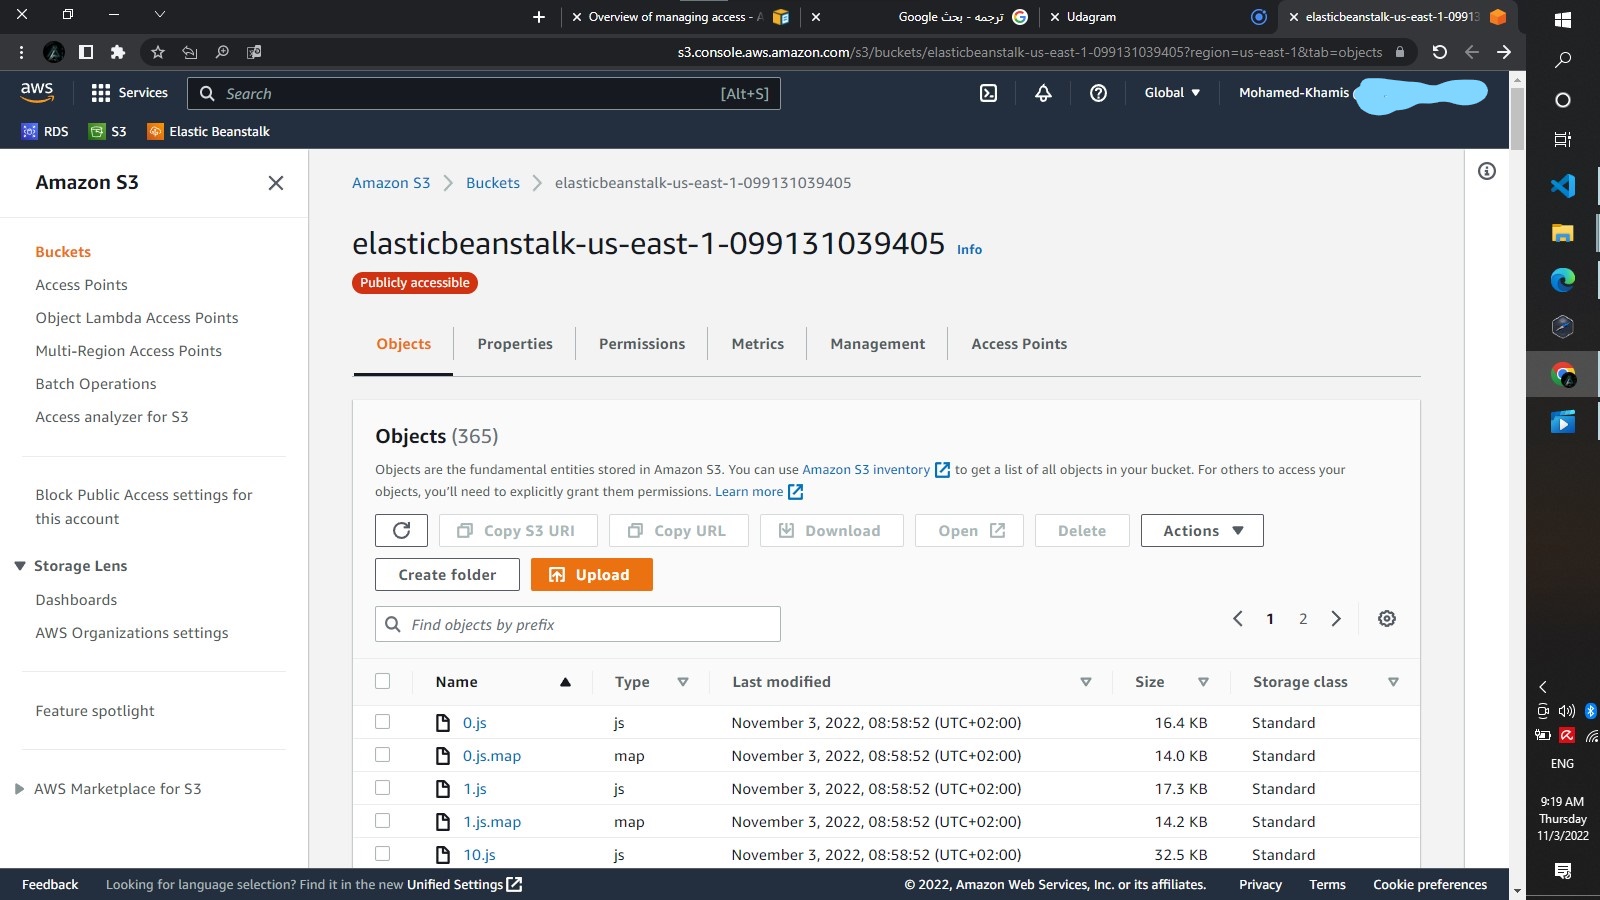 Overview of managing access - A
ترجمه - بحث Google
Udagram
elasticbeanstalk-us-east-1-09913
s3.console.aws.amazon.com/s3/buckets/elasticbeanstalk-us-east-1-099131039405?region=us-east-1&tab=objects
aws
Services
Search
[Alt+S]
Global
Mohamed-Khamis
RDS
S3
Elastic Beanstalk
Amazon S3
Buckets
Access Points
Object Lambda Access Points
Multi-Region Access Points
Batch Operations
Access analyzer for S3
Block Public Access settings for
this account
Storage Lens
Dashboards
AWS Organizations settings
Feature spotlight
AWS Marketplace for S3
Amazon S3
Buckets
elasticbeanstalk-us-east-1-099131039405
elasticbeanstalk-us-east-1-099131039405 Info
Publicly accessible
Objects
Properties
Permissions
Metrics
Management
Access Points
Objects (365)
Objects are the fundamental entities stored in Amazon S3. You can use Amazon S3 inventory to get a list of all objects in your bucket. For others to access your
objects, you'll need to explicitly grant them permissions. Learn more
Copy S3 URI
Copy URL
Download
Open
Delete
Actions
Create folder
Upload
Find objects by prefix
1
2
Name Type Last modified Size Storage class
0.js js November 3, 2022, 08:58:52 (UTC+02:00) 16.4 KB Standard
0.js.map map November 3, 2022, 08:58:52 (UTC+02:00) 14.0 KB Standard
1.js js November 3, 2022, 08:58:52 (UTC+02:00) 17.3 KB Standard
1.js.map map November 3, 2022, 08:58:52 (UTC+02:00) 14.2 KB Standard
10.js js November 3, 2022, 08:58:52 (UTC+02:00) 32.5 KB Standard
Feedback
Looking for language selection? Find it in the new Unified Settings
© 2022, Amazon Web Services, Inc. or its affiliates.
Privacy
Terms
Cookie preferences
ENG
9:19 AM
Thursday
11/3/2022